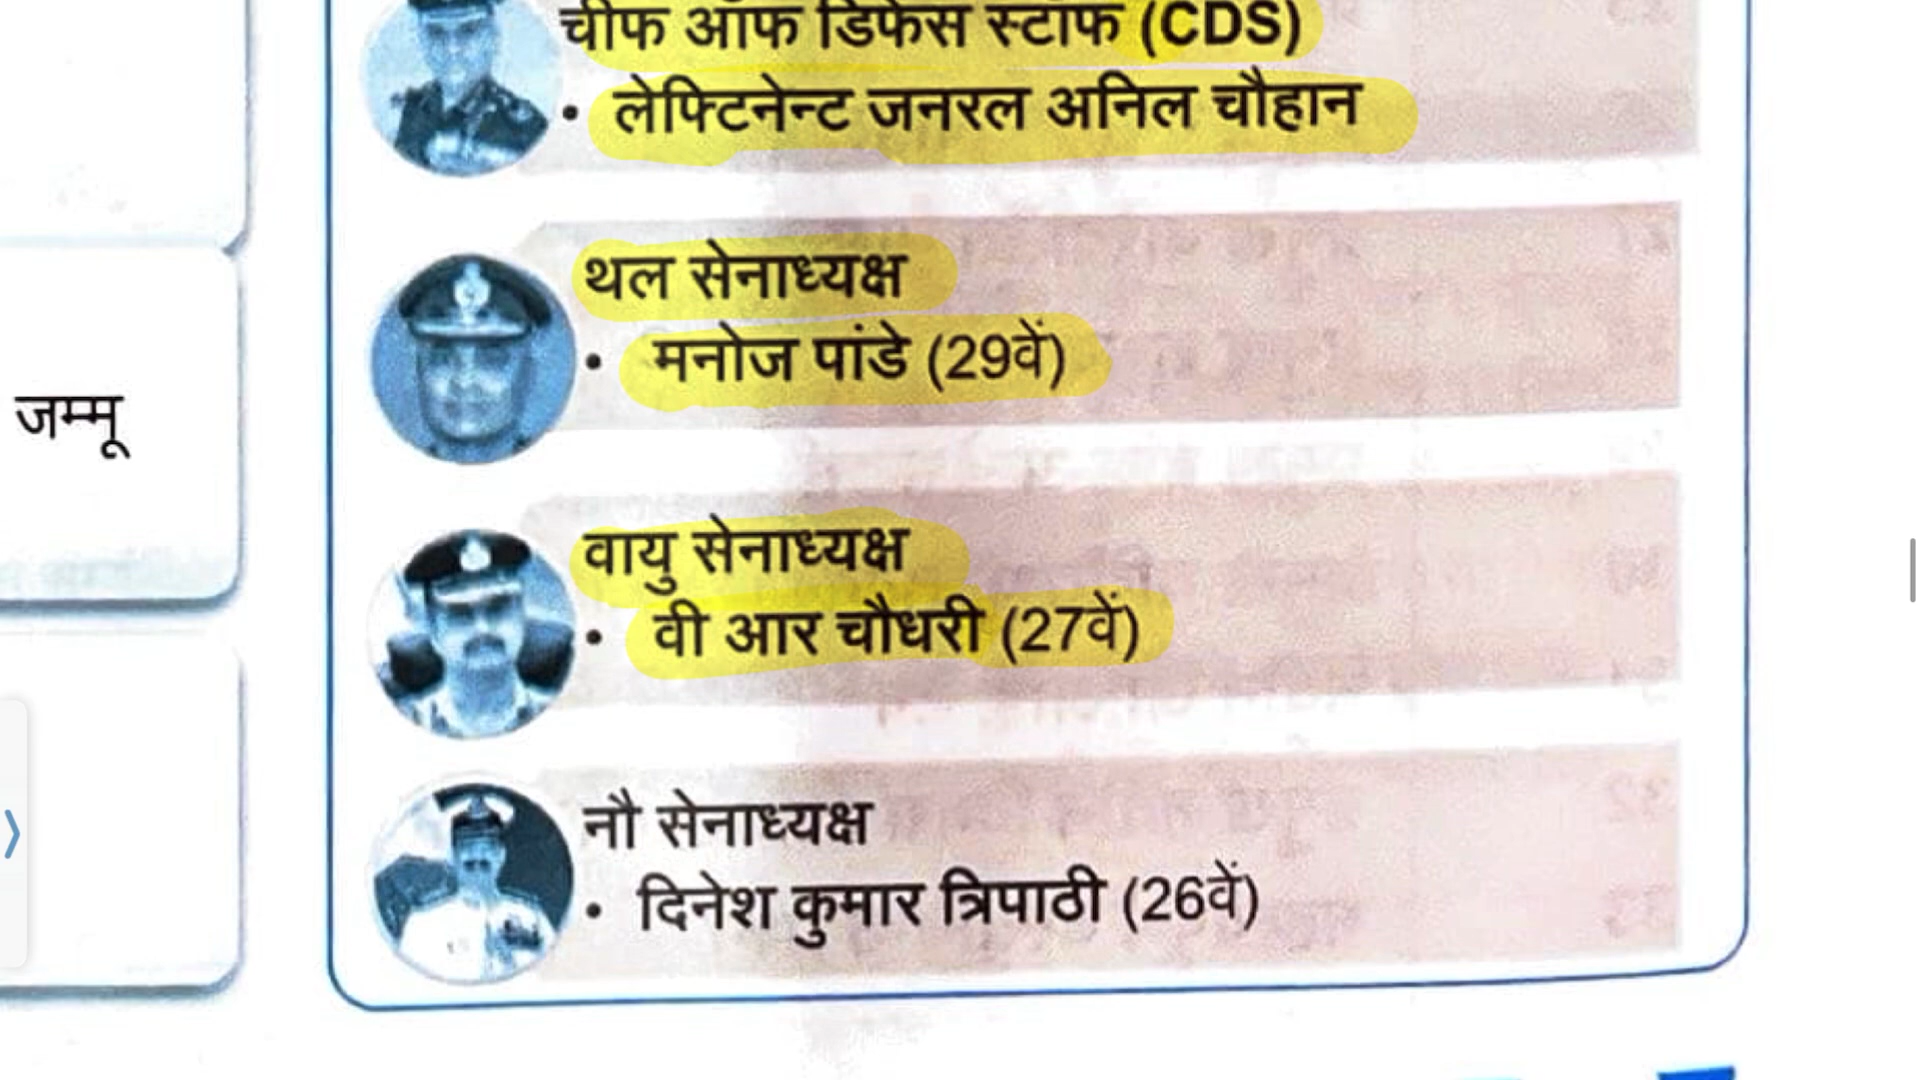 चीफ ऑफ डिफेंस स्टॉफ (CDS)
• लेफ्टिनेन्ट जनरल अनिल चौहान
थल सेनाध्यक्ष
• मनोज पांडे (29वें)
जम्मू
वायु सेनाध्यक्ष
• वी आर चौधरी (27वें)
नौ सेनाध्यक्ष
• दिनेश कुमार त्रिपाठी (26वें)